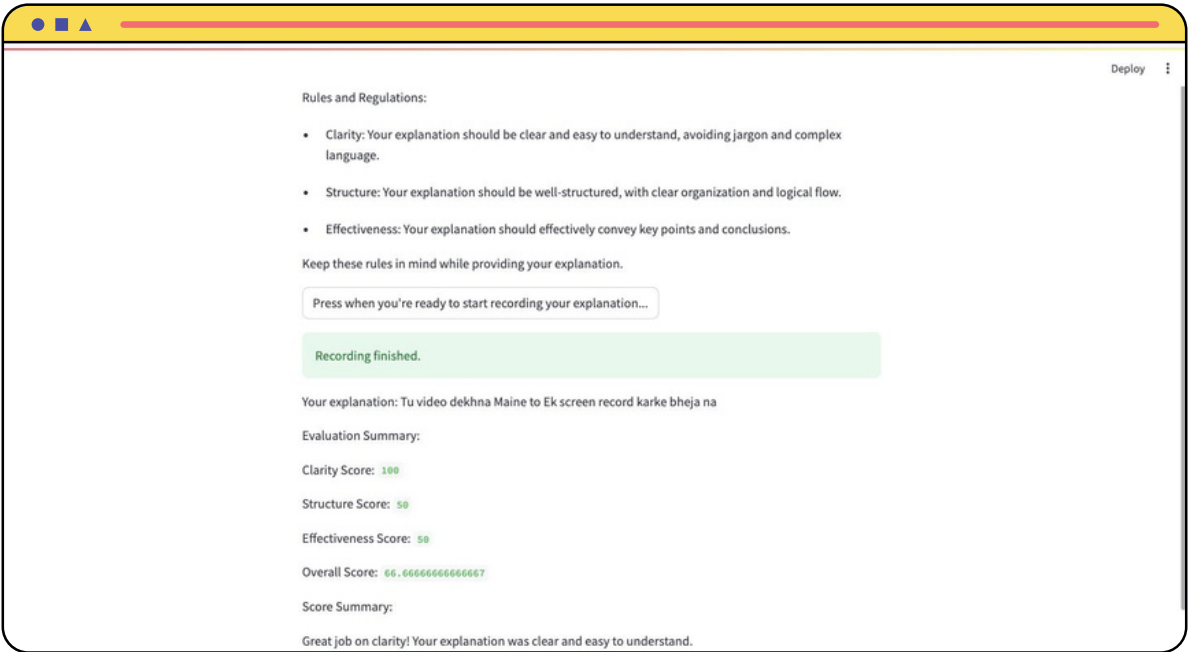 Deploy
Rules and Regulations:
• Clarity: Your explanation should be clear and easy to understand, avoiding jargon and complex
language.
• Structure: Your explanation should be well-structured, with clear organization and logical flow.
• Effectiveness: Your explanation should effectively convey key points and conclusions.
Keep these rules in mind while providing your explanation.
Press when you're ready to start recording your explanation...
Recording finished.
Your explanation: Tu video dekhna Maine to Ek screen record karke bheja na
Evaluation Summary:
Clarity Score: 100
Structure Score: 50
Effectiveness Score: 50
Overall Score: 66.66666666666667
Score Summary:
Great job on clarity! Your explanation was clear and easy to understand.